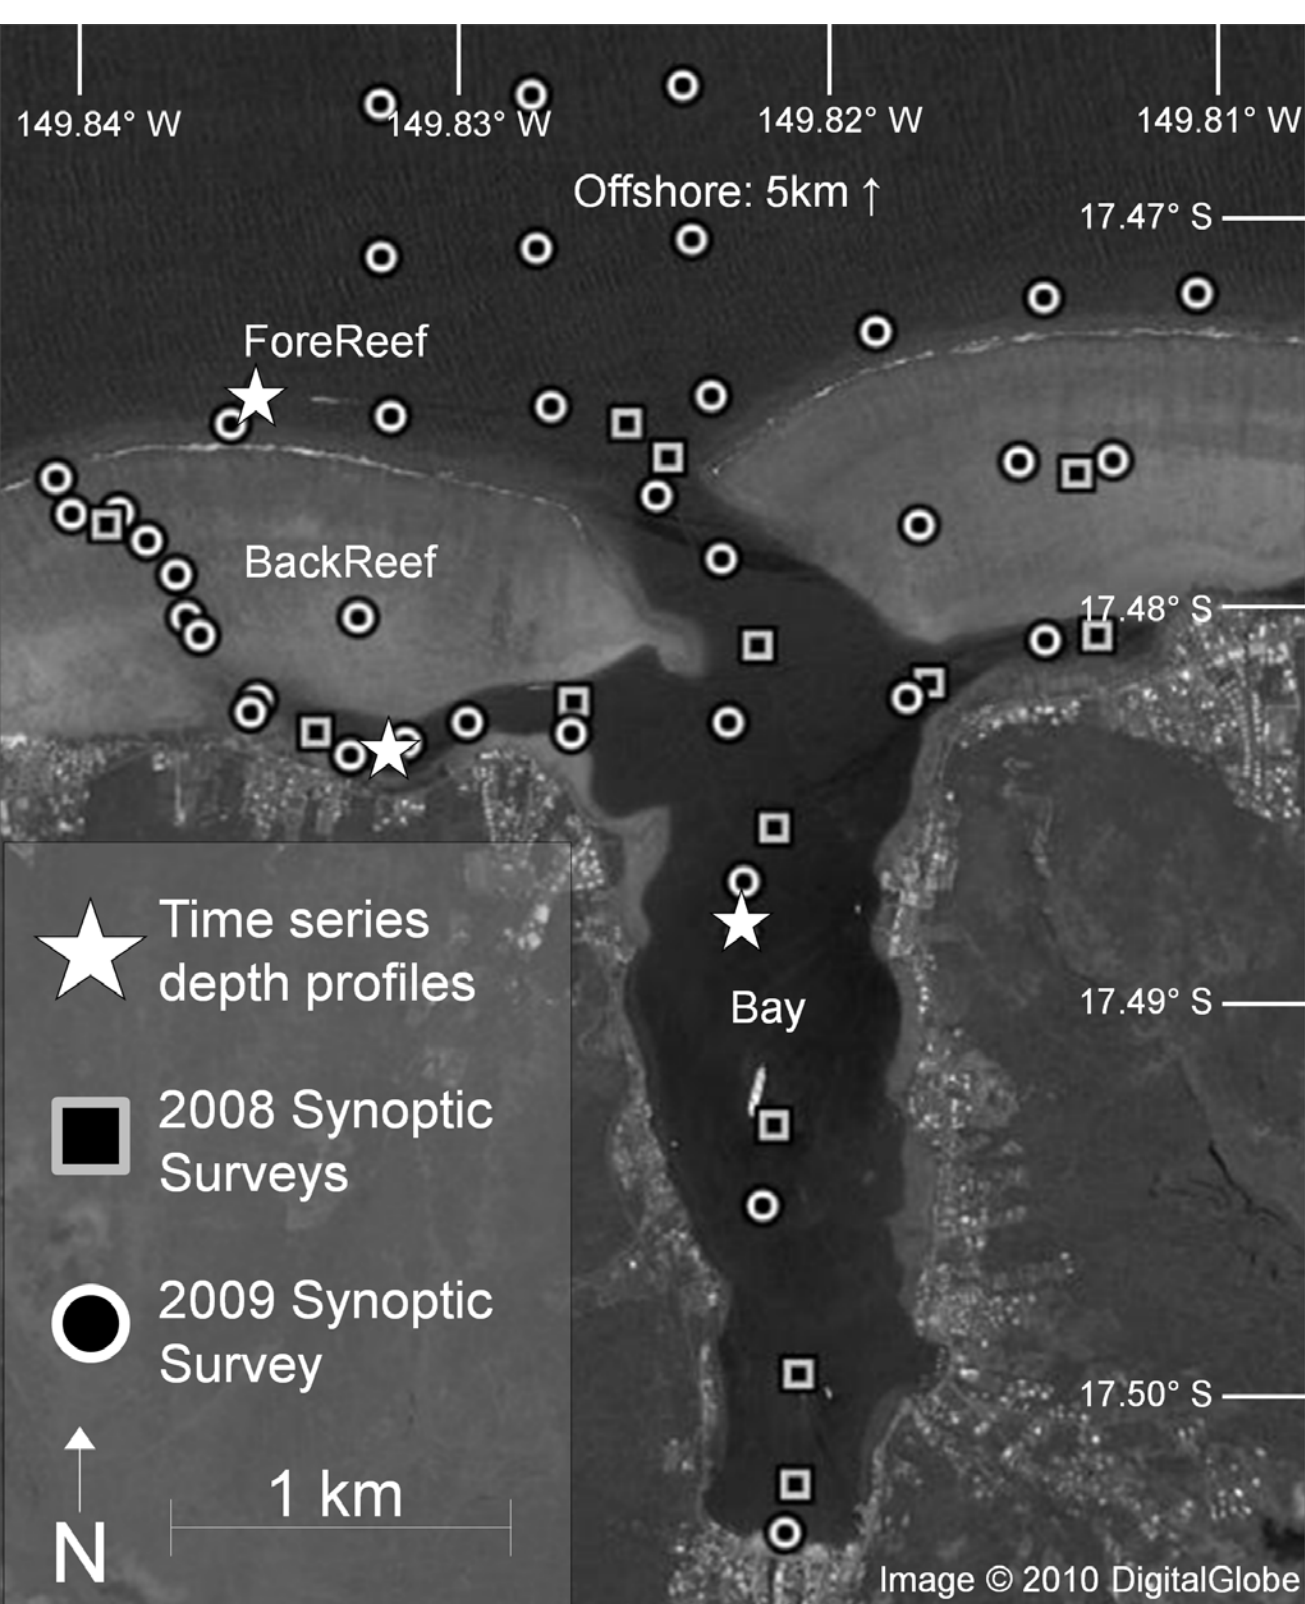 149.84° W
149.83° W
149.82° W
149.81° W
Offshore: 5km ↑
17.47° S
ForeReef
BackReef
17.48° S
Time series
depth profiles
17.49° S
Bay
2008 Synoptic
Surveys
2009 Synoptic
Survey
17.50° S
1 km
N
Image © 2010 DigitalGlobe